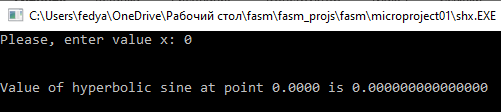 C:\Users\fedya\OneDrive\Рабочий стол\fasm\fasm_projs\fasm\microproject01\shx.EXE
Please, enter value x: 0
Value of hyperbolic sine at point 0.0000 is 0.000000000000000